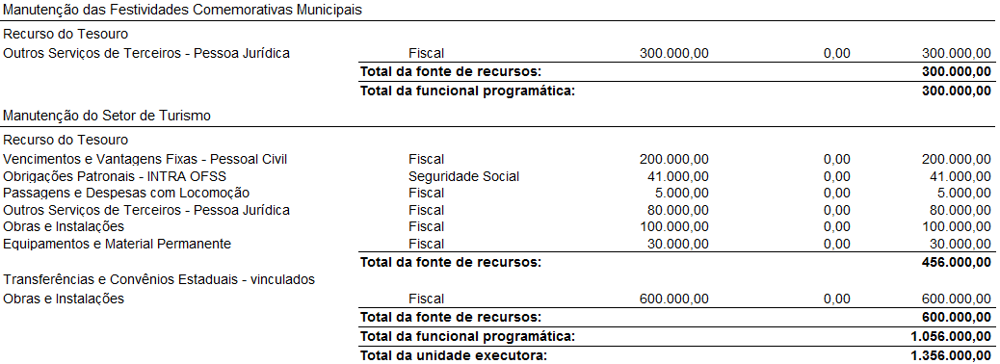 Manutenção das Festividades Comemorativas Municipais
Recurso do Tesouro
Outros Serviços de Terceiros - Pessoa Jurídica Fiscal 300.000,00 0,00 300.000,00
Total da fonte de recursos: 300.000,00
Total da funcional programática: 300.000,00
Manutenção do Setor de Turismo
Recurso do Tesouro
Vencimentos e Vantagens Fixas - Pessoal Civil Fiscal 200.000,00 0,00 200.000,00
Obrigações Patronais - INTRA OFSS Seguridade Social 41.000,00 0,00 41.000,00
Passagens e Despesas com Locomoção Fiscal 5.000,00 0,00 5.000,00
Outros Serviços de Terceiros - Pessoa Jurídica Fiscal 80.000,00 0,00 80.000,00
Obras e Instalações Fiscal 100.000,00 0,00 100.000,00
Equipamentos e Material Permanente Fiscal 30.000,00 0,00 30.000,00
Total da fonte de recursos: 456.000,00
Transferências e Convênios Estaduais - vinculados
Obras e Instalações Fiscal 600.000,00 0,00 600.000,00
Total da fonte de recursos: 600.000,00
Total da funcional programática: 1.056.000,00
Total da unidade executora: 1.356.000,00